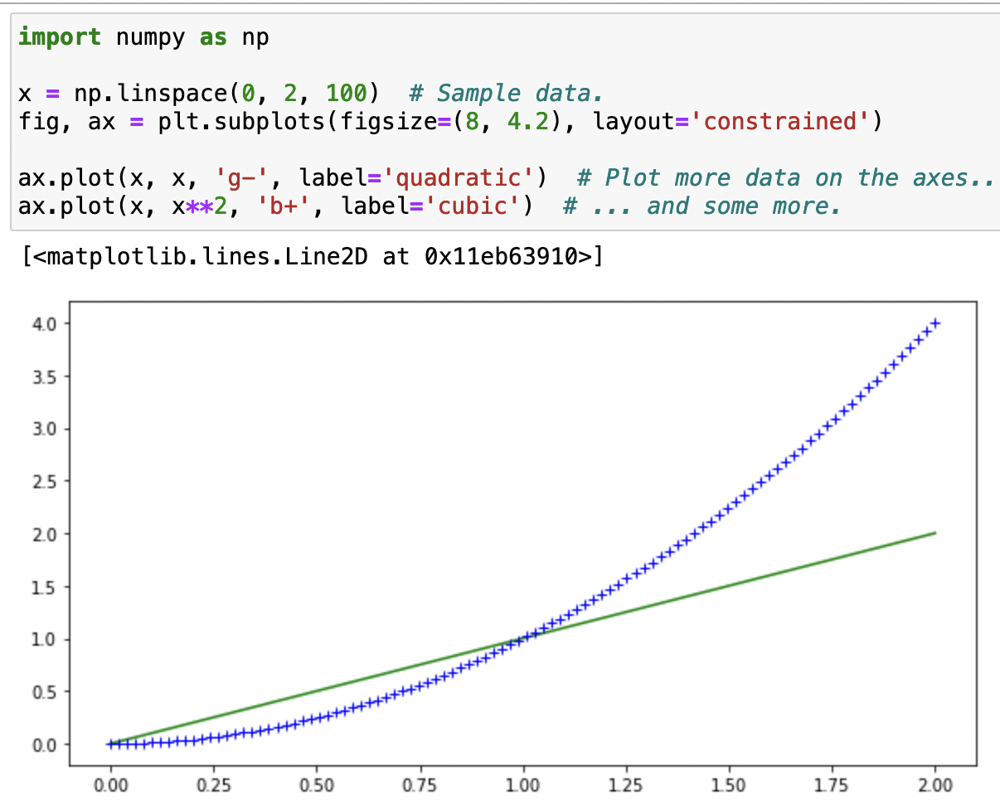 import numpy as np
x = np.linspace(0, 2, 100)  # Sample data.
fig, ax = plt.subplots(figsize=(8, 4.2), layout='constrained')
ax.plot(x, x, 'g-', label='quadratic')  # Plot more data on the axes..
ax.plot(x, x**2, 'b+', label='cubic')  # ... and some more.
[<matplotlib.lines.Line2D at 0x11eb63910>]
4.0
3.5
3.0
2.5
2.0
1.5
1.0
0.5
0.0
0.00 0.25 0.50 0.75 1.00 1.25 1.50 1.75 2.00